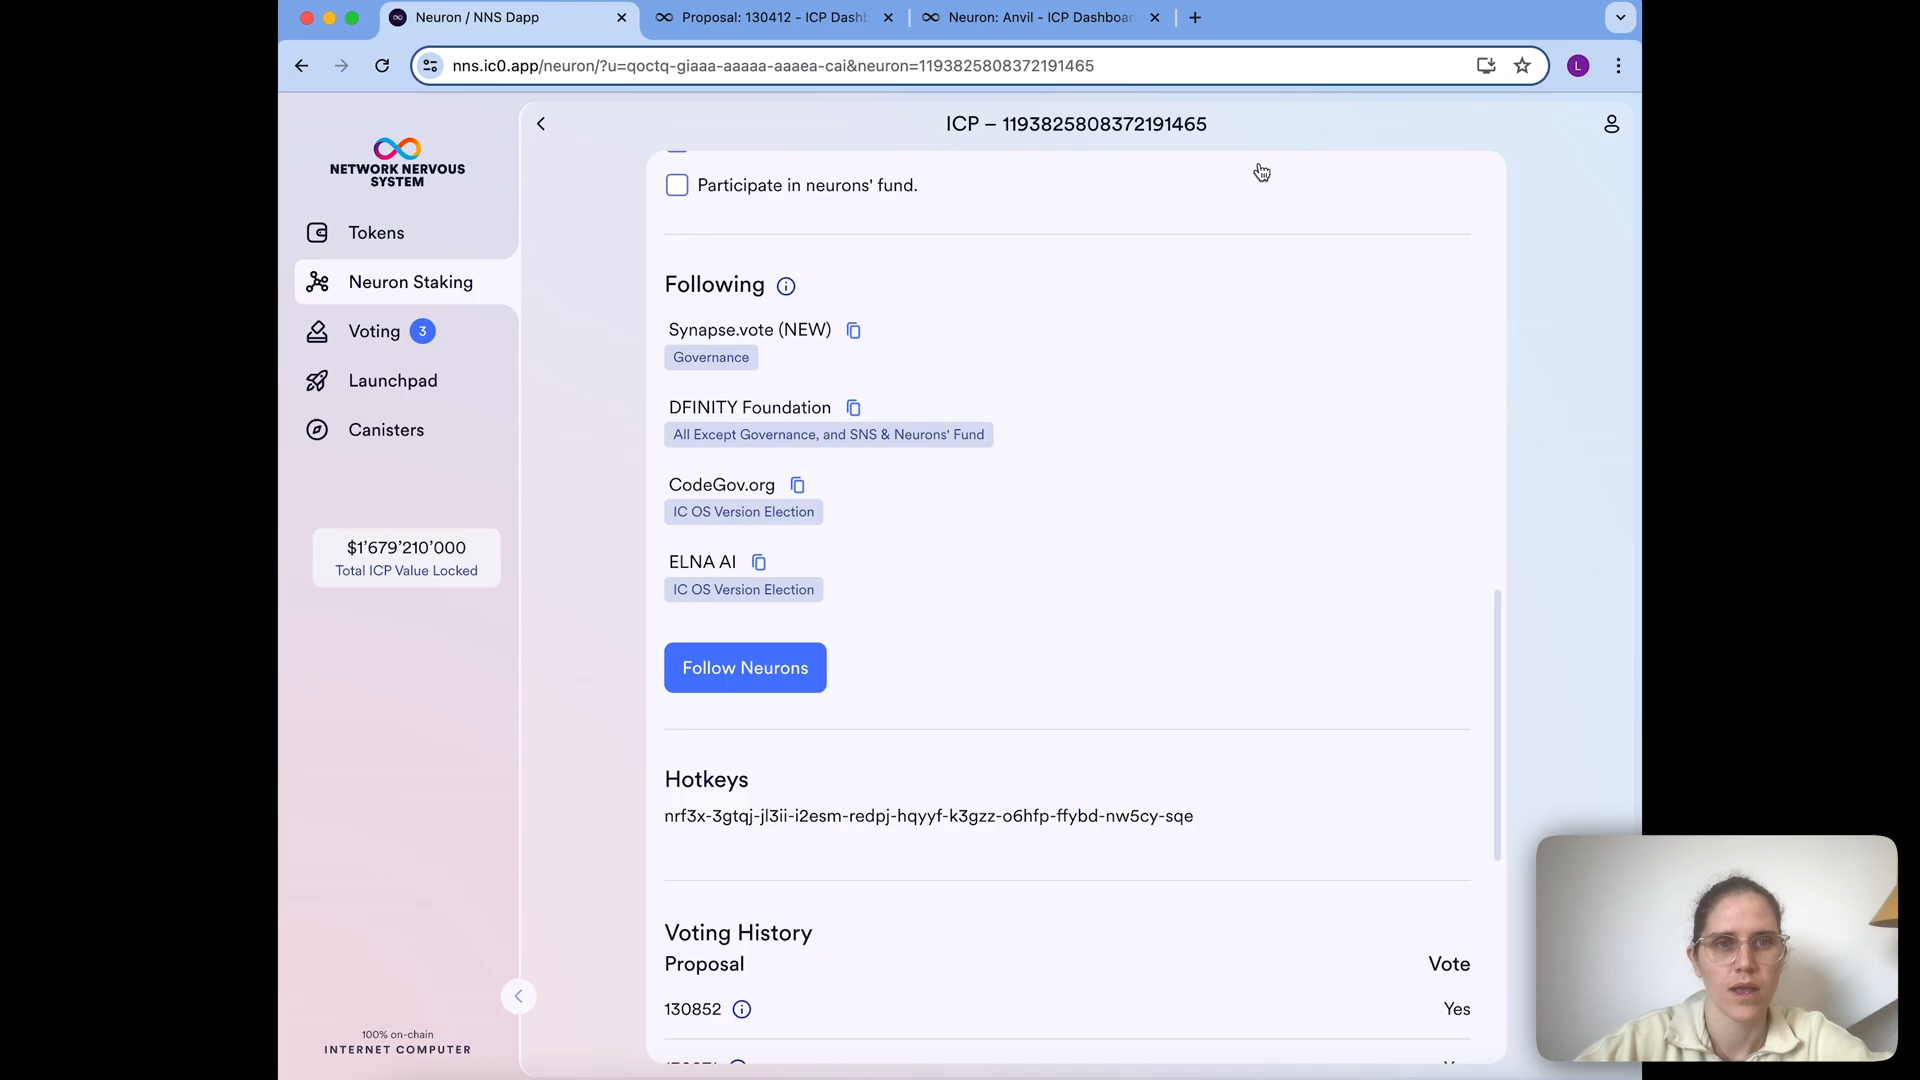 Neuron / NNS Dapp
Proposal: 130412 - ICP Dashb
Neuron: Anvil - ICP Dashboar
nns.ic0.app/neuron/?u=qoctq-giaaa-aaaaa-aaaea-cai&neuron=1193825808372191465
L
NETWORK NERVOUS
SYSTEM
Tokens
Neuron Staking
Voting 3
Launchpad
Canisters
$1’679’210’000
Total ICP Value Locked
100% on-chain
INTERNET COMPUTER
ICP – 1193825808372191465
Participate in neurons' fund.
Following
Synapse.vote (NEW)
Governance
DFINITY Foundation
All Except Governance, and SNS & Neurons' Fund
CodeGov.org
IC OS Version Election
ELNA AI
IC OS Version Election
Follow Neurons
Hotkeys
nrf3x-3gtqj-jl3ii-i2esm-redpj-hqyyf-k3gzz-o6hfp-ffybd-nw5cy-sqe
Voting History
Proposal Vote
130852 Yes